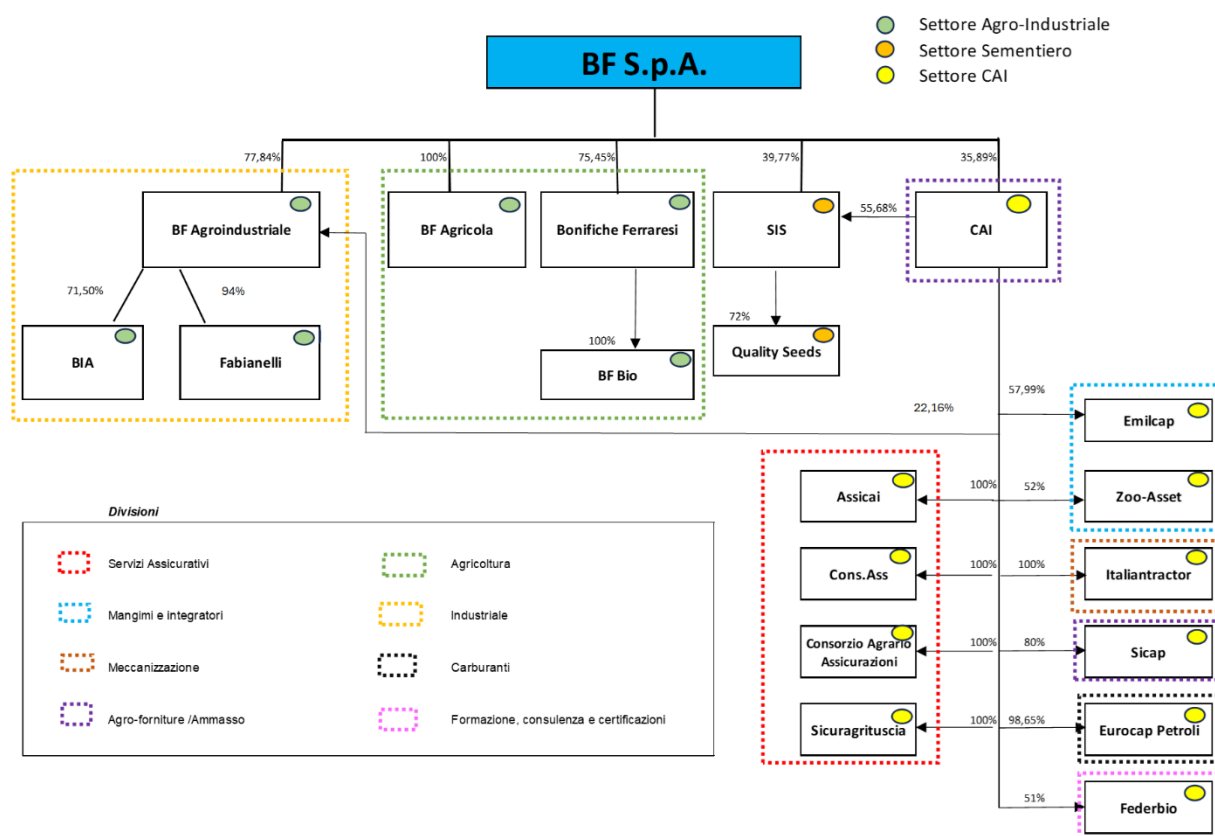 Settore Agro-Industriale
Settore Sementiero
Settore CAI
BF S.p.A.
77,84%
100%
75,45%
39,77%
35,89%
BF Agroindustriale
BF Agricola
Bonifiche Ferraresi
SIS
55,68%
CAI
71,50%
94%
BIA
Fabianelli
100%
BF Bio
72%
Quality Seeds
22,16%
57,99%
Emilcap
Assicai
100%
52%
Zoo-Asset
Cons.Ass
100%
100%
Italiantractor
Consorzio Agrario
Assicurazioni
100%
80%
Sicap
Sicuragrituscia
100%
98,65%
Eurocap Petroli
51%
Federbio
Divisioni
Servizi Assicurativi
Agricoltura
Mangimi e integratori
Industriale
Meccanizzazione
Carburanti
Agro-forniture /Ammasso
Formazione, consulenza e certificazioni